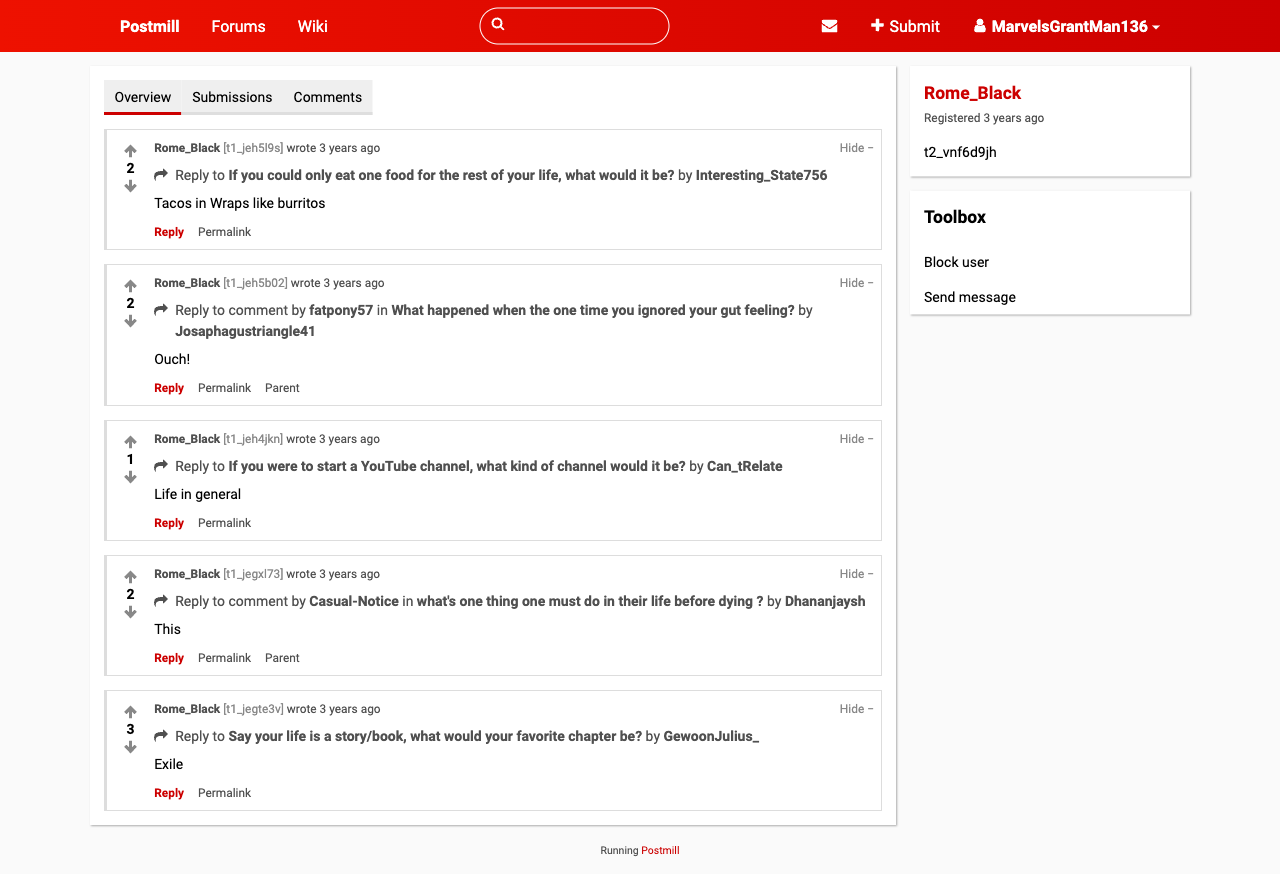 Postmill Forums Wiki Submit MarvelsGrantMan136
Overview Submissions Comments
Rome_Black [t1_jeh5l9s] wrote 3 years ago Hide −
2
Reply to If you could only eat one food for the rest of your life, what would it be? by Interesting_State756
Tacos in Wraps like burritos
Reply Permalink
Rome_Black [t1_jeh5b02] wrote 3 years ago Hide −
2
Reply to comment by fatpony57 in What happened when the one time you ignored your gut feeling? by
Josaphagustriangle41
Ouch!
Reply Permalink Parent
Rome_Black [t1_jeh4jkn] wrote 3 years ago Hide −
1
Reply to If you were to start a YouTube channel, what kind of channel would it be? by Can_tRelate
Life in general
Reply Permalink
Rome_Black [t1_jegxl73] wrote 3 years ago Hide −
2
Reply to comment by Casual-Notice in what's one thing one must do in their life before dying ? by Dhananjaysh
This
Reply Permalink Parent
Rome_Black [t1_jegte3v] wrote 3 years ago Hide −
3
Reply to Say your life is a story/book, what would your favorite chapter be? by GewoonJulius_
Exile
Reply Permalink
Rome_Black
Registered 3 years ago
t2_vnf6d9jh
Toolbox
Block user
Send message
Running Postmill